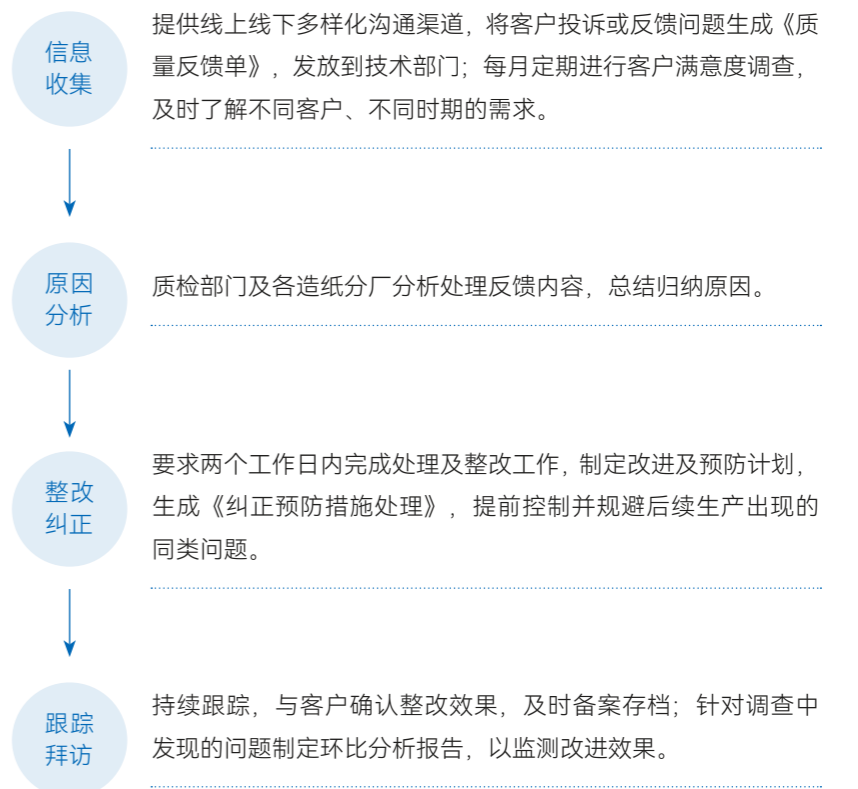 信息
收集
提供线上线下多样化沟通渠道，将客户投诉或反馈问题生成《质
量反馈单》，发放到技术部门；每月定期进行客户满意度调查，
及时了解不同客户、不同时期的需求。
原因
分析
质检部门及各造纸分厂分析处理反馈内容，总结归纳原因。
整改
纠正
要求两个工作日内完成处理及整改工作，制定改进及预防计划，
生成《纠正预防措施处理》，提前控制并规避后续生产出现的
同类问题。
跟踪
拜访
持续跟踪，与客户确认整改效果，及时备案存档；针对调查中
发现的问题制定环比分析报告，以监测改进效果。